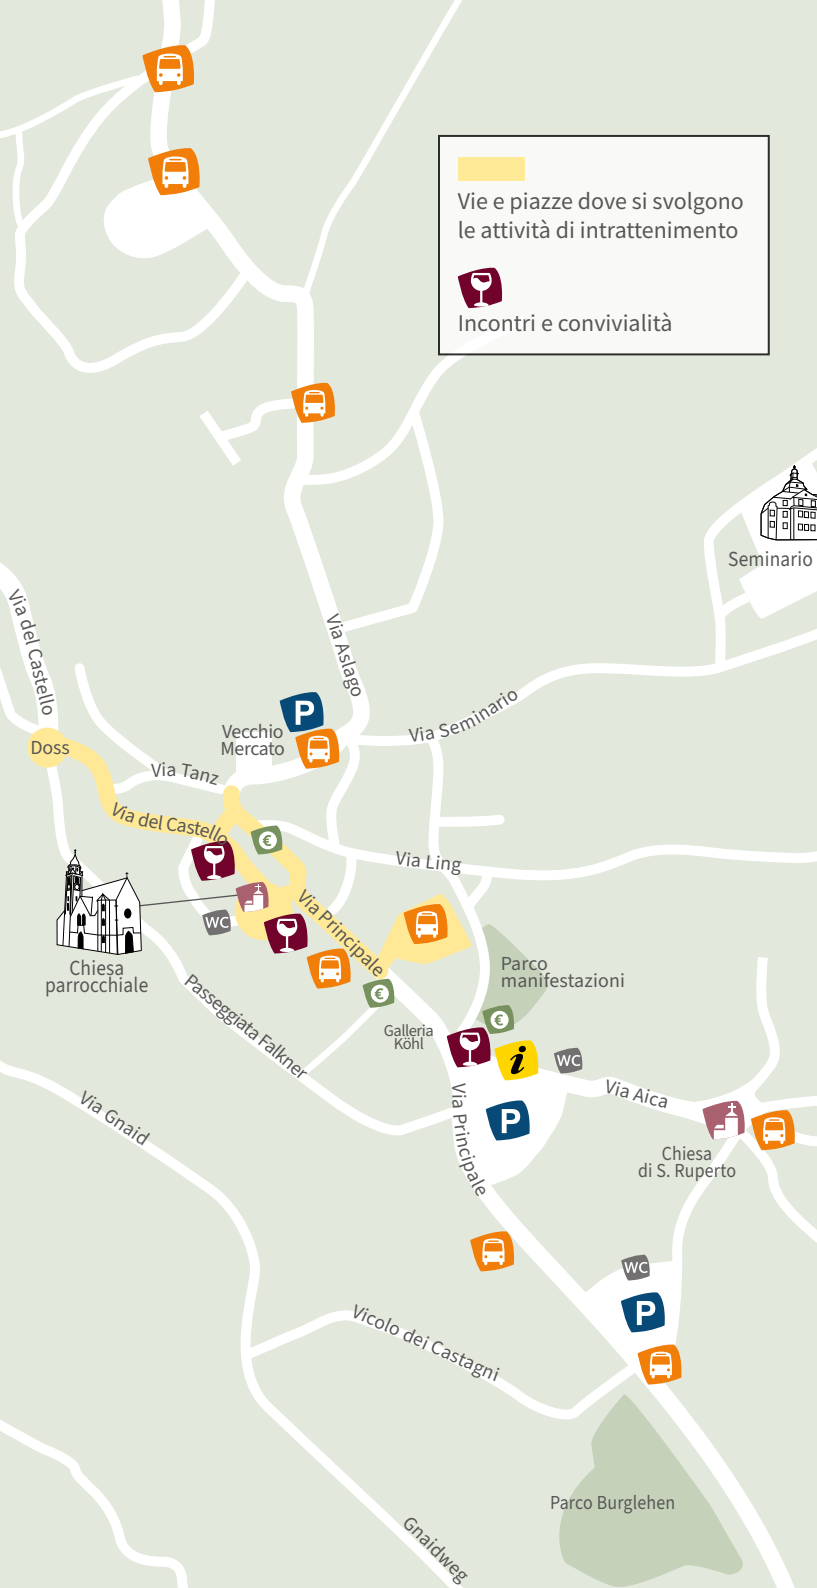 Vie e piazze dove si svolgono
le attività di intrattenimento
Incontri e convivialità
Seminario
Via del Castello
Via Aslago
P
Via Seminario
Vecchio
Mercato
Doss
Via Tanz
Via del Castello
€
Via Ling
Via Principale
WC
Chiesa
parrocchiale
Parco
manifestazioni
€
€
Passeggiata Falkner
Galleria
Köhl
i
WC
Via Aica
Via Gnaid
P
Via Principale
Chiesa
di S. Ruperto
WC
P
Vicolo dei Castagni
Parco Burglehen
Gnaidweg